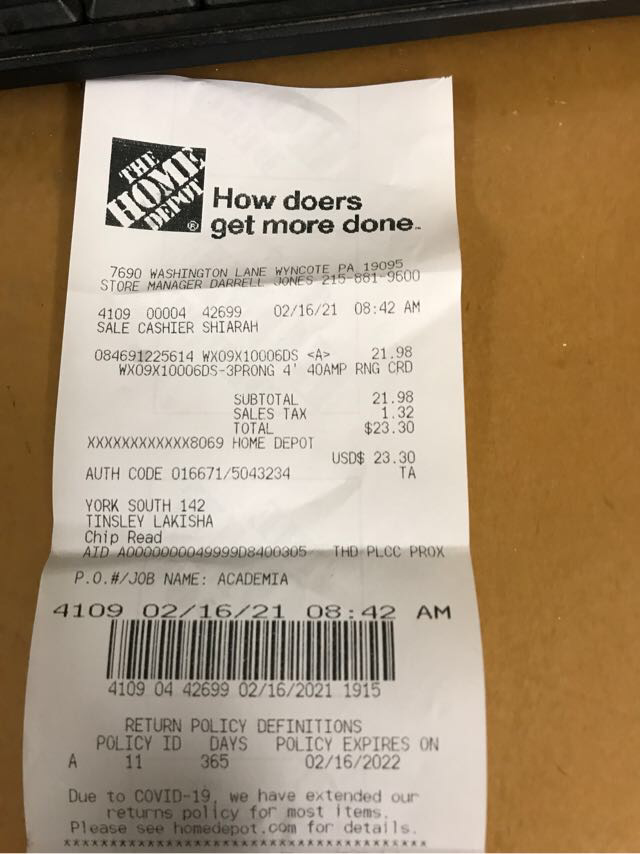 THE
HOME
DEPOT
®
How doers
get more done™
7690 WASHINGTON LANE WYNCOTE PA 19095
STORE MANAGER DARRELL JONES 215-881-9600
4109 00004 42699 02/16/21 08:42 AM
SALE CASHIER SHIARAH
084691225614 WX09X10006DS <A> 21.98
WX09X10006DS-3PRONG 4' 40AMP RNG CRD
SUBTOTAL 21.98
SALES TAX 1.32
TOTAL $23.30
XXXXXXXXXXXX8069 HOME DEPOT
USD$ 23.30
AUTH CODE 016671/5043234 TA
YORK SOUTH 142
TINSLEY LAKISHA
Chip Read
AID A0000000049999D8400305 THD PLCC PROX
P.O.#/JOB NAME: ACADEMIA
4109 02/16/21 08:42 AM
4109 04 42699 02/16/2021 1915
RETURN POLICY DEFINITIONS
POLICY ID DAYS POLICY EXPIRES ON
A 11 365 02/16/2022
Due to COVID-19, we have extended our
returns policy for most items.
Please see homedepot.com for details.